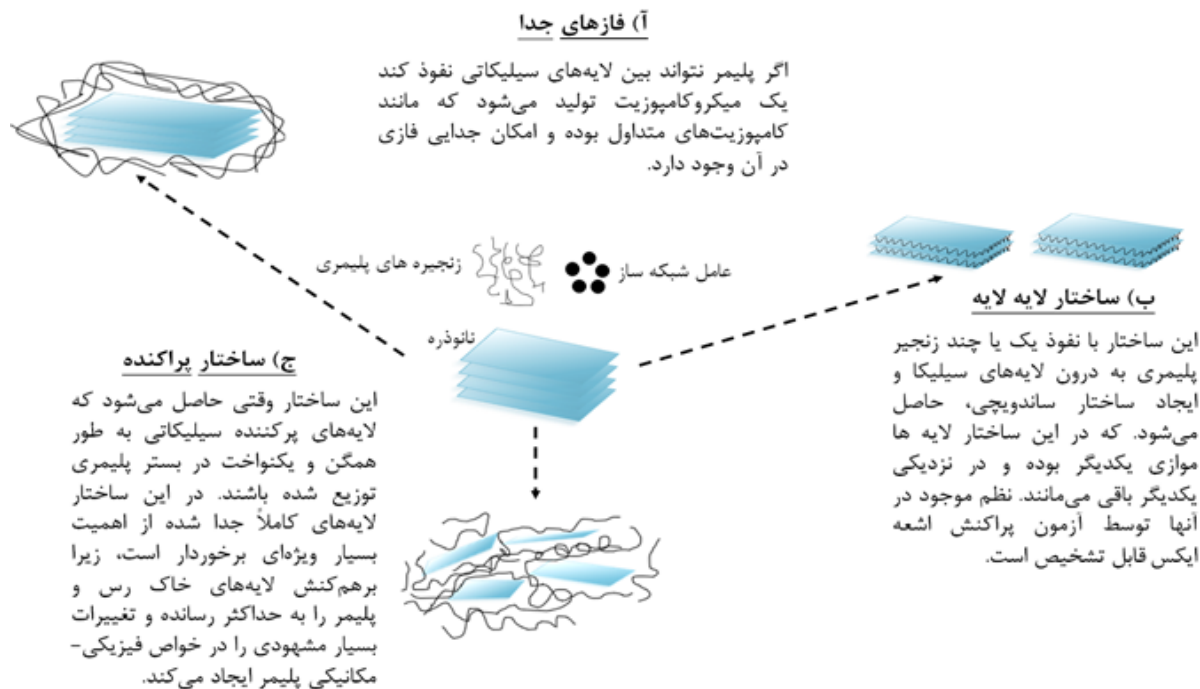 آ) فازهای جدا
اگر پلیمر نتواند بین لایه‌های سیلیکاتی نفوذ کند
یک میکروکامپوزیت تولید می‌شود که مانند
کامپوزیت‌های متداول بوده و امکان جدایی فازی
در آن وجود دارد.
عامل شبکه ساز
زنجیره های پلیمری
نانوذره
ب) ساختار لایه لایه
این ساختار با نفوذ یک یا چند زنجیر
پلیمری به درون لایه‌های سیلیکا و
ایجاد ساختار ساندویچی، حاصل
می‌شود. که در این ساختار لایه ها
موازی یکدیگر بوده و در نزدیکی
یکدیگر باقی می‌مانند. نظم موجود در
آنها توسط آزمون پراکنش اشعه
ایکس قابل تشخیص است.
ج) ساختار پراکنده
این ساختار وقتی حاصل می‌شود که
لایه‌های پرکننده سیلیکاتی به طور
همگن و یکنواخت در بستر پلیمری
توزیع شده باشند. در این ساختار
لایه‌های کاملاً جدا شده از اهمیت
بسیار ویژه‌ای برخوردار است، زیرا
برهم‌کنش لایه‌های خاک رس و
پلیمر را به حداکثر رسانده و تغییرات
بسیار مشهودی را در خواص فیزیکی-
مکانیکی پلیمر ایجاد می‌کند.